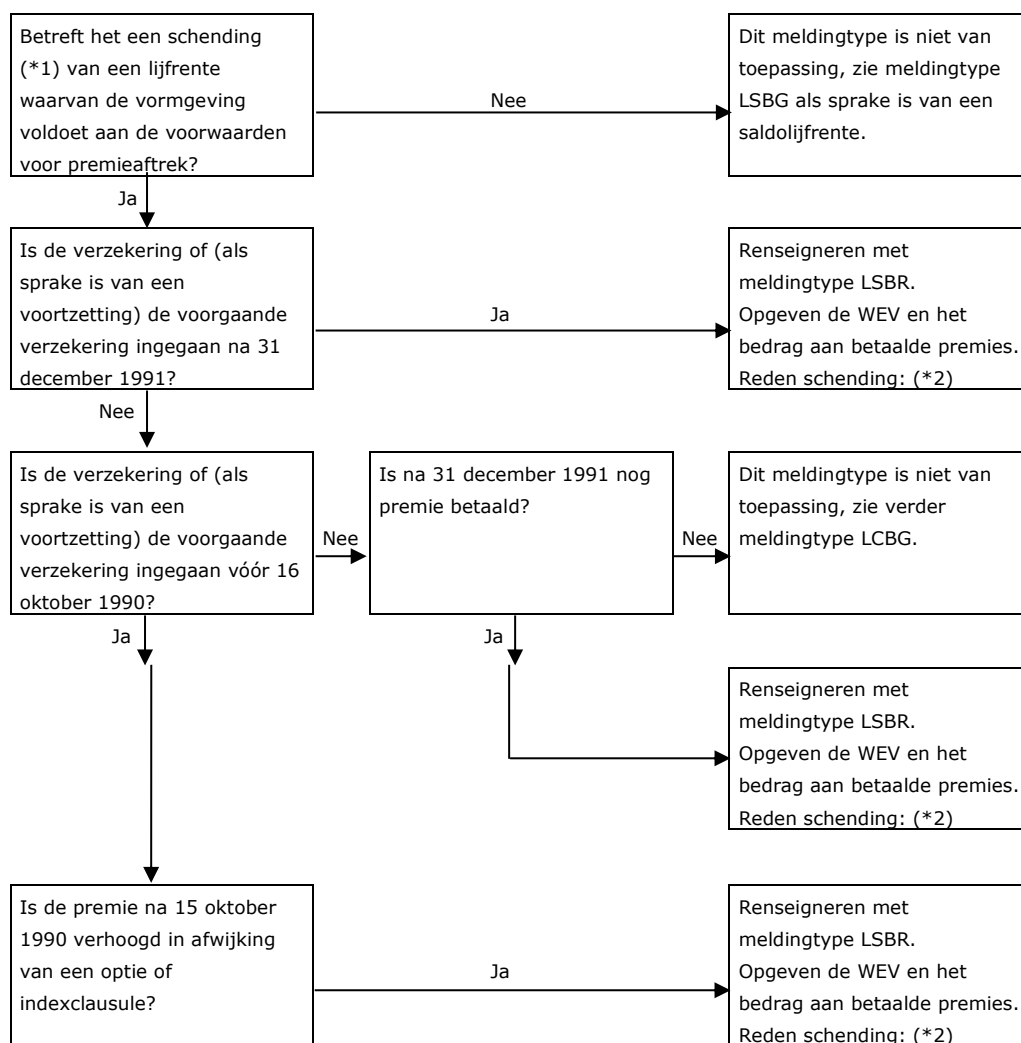 Betreft het een schending
(*1) van een lijfrente
waarvan de vormgeving
voldoet aan de voorwaarden
voor premieaftrek?
Nee
Dit meldingtype is niet van
toepassing, zie meldingtype
LSBG als sprake is van een
saldolijfrente.
Ja
Is de verzekering of (als
sprake is van een
voortzetting) de voorgaande
verzekering ingegaan na 31
december 1991?
Ja
Renseigneren met
meldingtype LSBR.
Opgeven de WEV en het
bedrag aan betaalde premies.
Reden schending: (*2)
Nee
Is de verzekering of (als
sprake is van een
voortzetting) de voorgaande
verzekering ingegaan vóór 16
oktober 1990?
Nee
Is na 31 december 1991 nog
premie betaald?
Nee
Dit meldingtype is niet van
toepassing, zie verder
meldingtype LCBG.
Ja
Ja
Renseigneren met
meldingtype LSBR.
Opgeven de WEV en het
bedrag aan betaalde premies.
Reden schending: (*2)
Is de premie na 15 oktober
1990 verhoogd in afwijking
van een optie of
indexclausule?
Ja
Renseigneren met
meldingtype LSBR.
Opgeven de WEV en het
bedrag aan betaalde premies.
Reden schending: (*2)